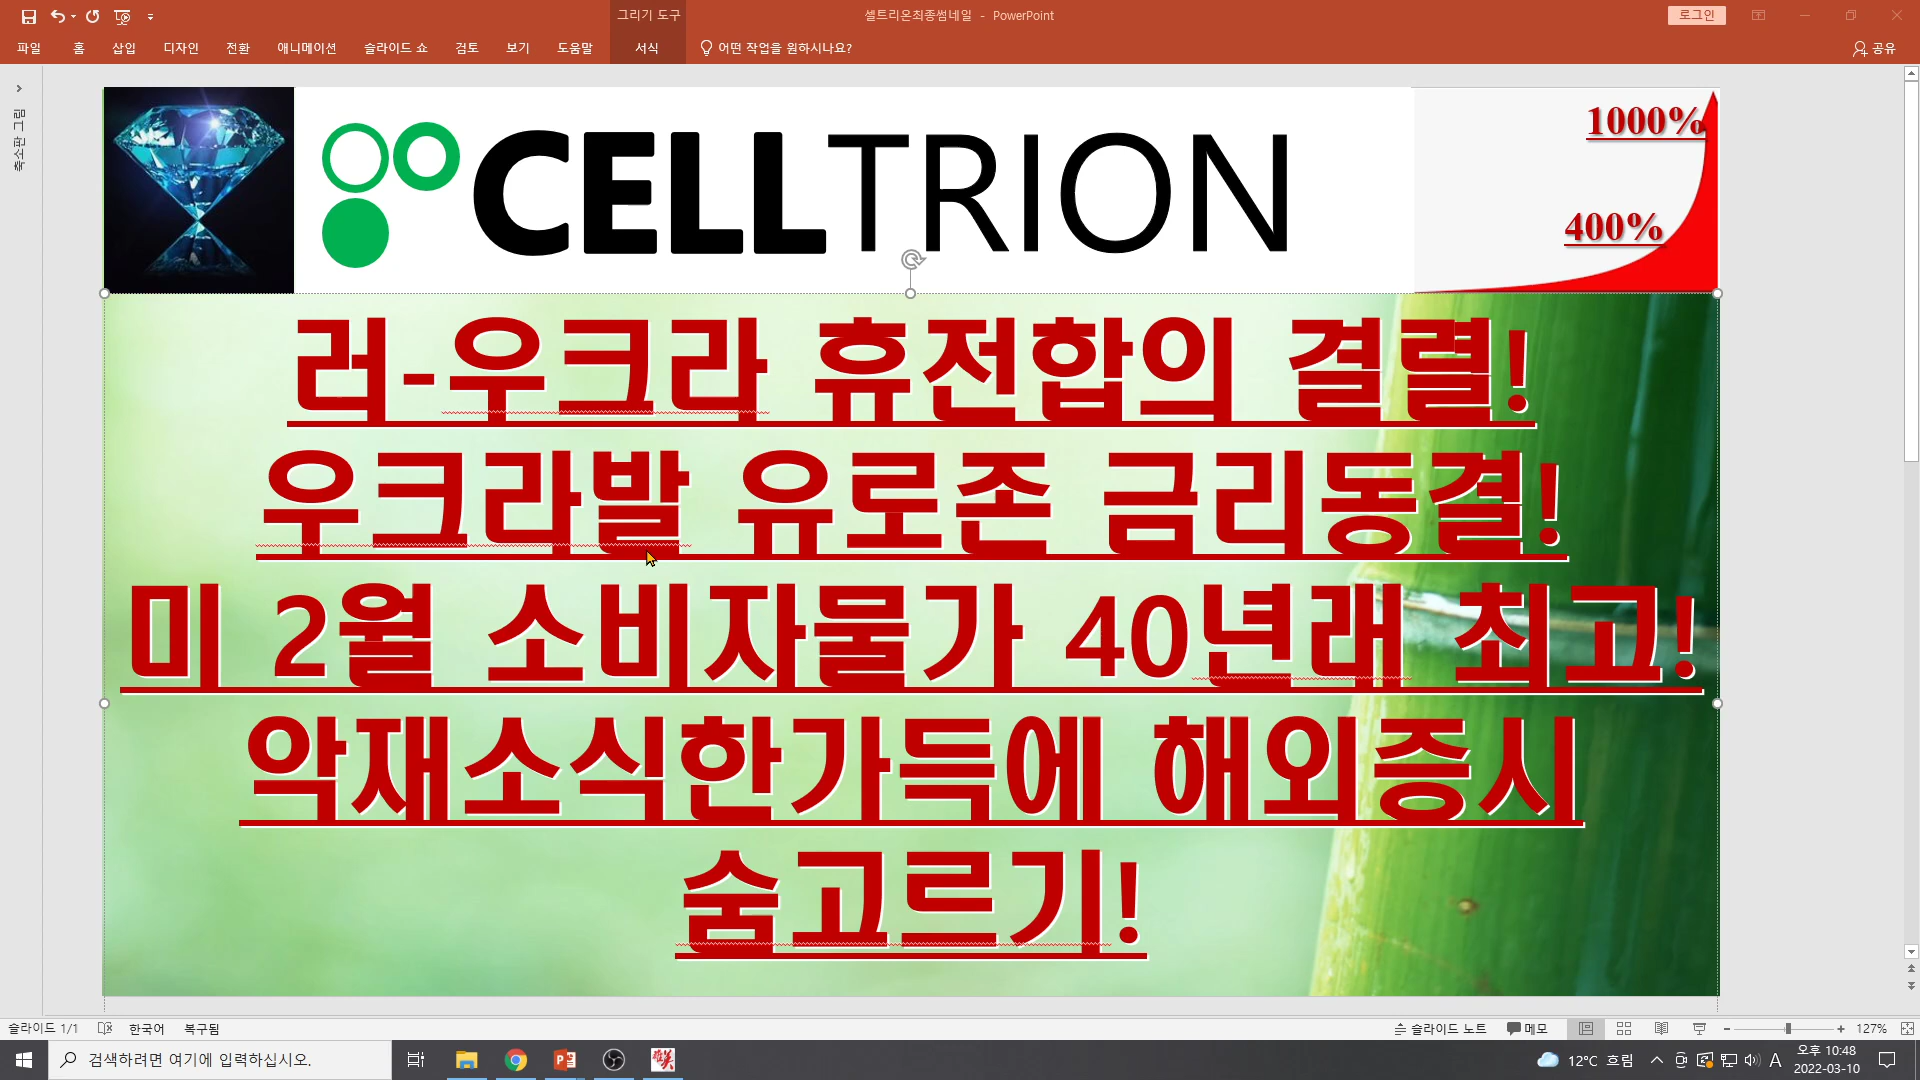 그리기 도구
셀트리온최종썸네일 - PowerPoint
로그인
파일 홈 삽입 디자인 전환 애니메이션 슬라이드 쇼 검토 보기 도움말 서식 어떤 작업을 원하시나요? 공유
축소판 그림
CELLTRION
1000%
400%
러-우크라 휴전합의 결렬!
우크라발 유로존 금리동결!
미 2월 소비자물가 40년래 최고!
악재소식한가득에 해외증시
숨고르기!
슬라이드 1/1 한국어 복구됨 슬라이드 노트 메모 127%
검색하려면 여기에 입력하십시오.
12°C 흐림 A 오후 10:48
2022-03-10